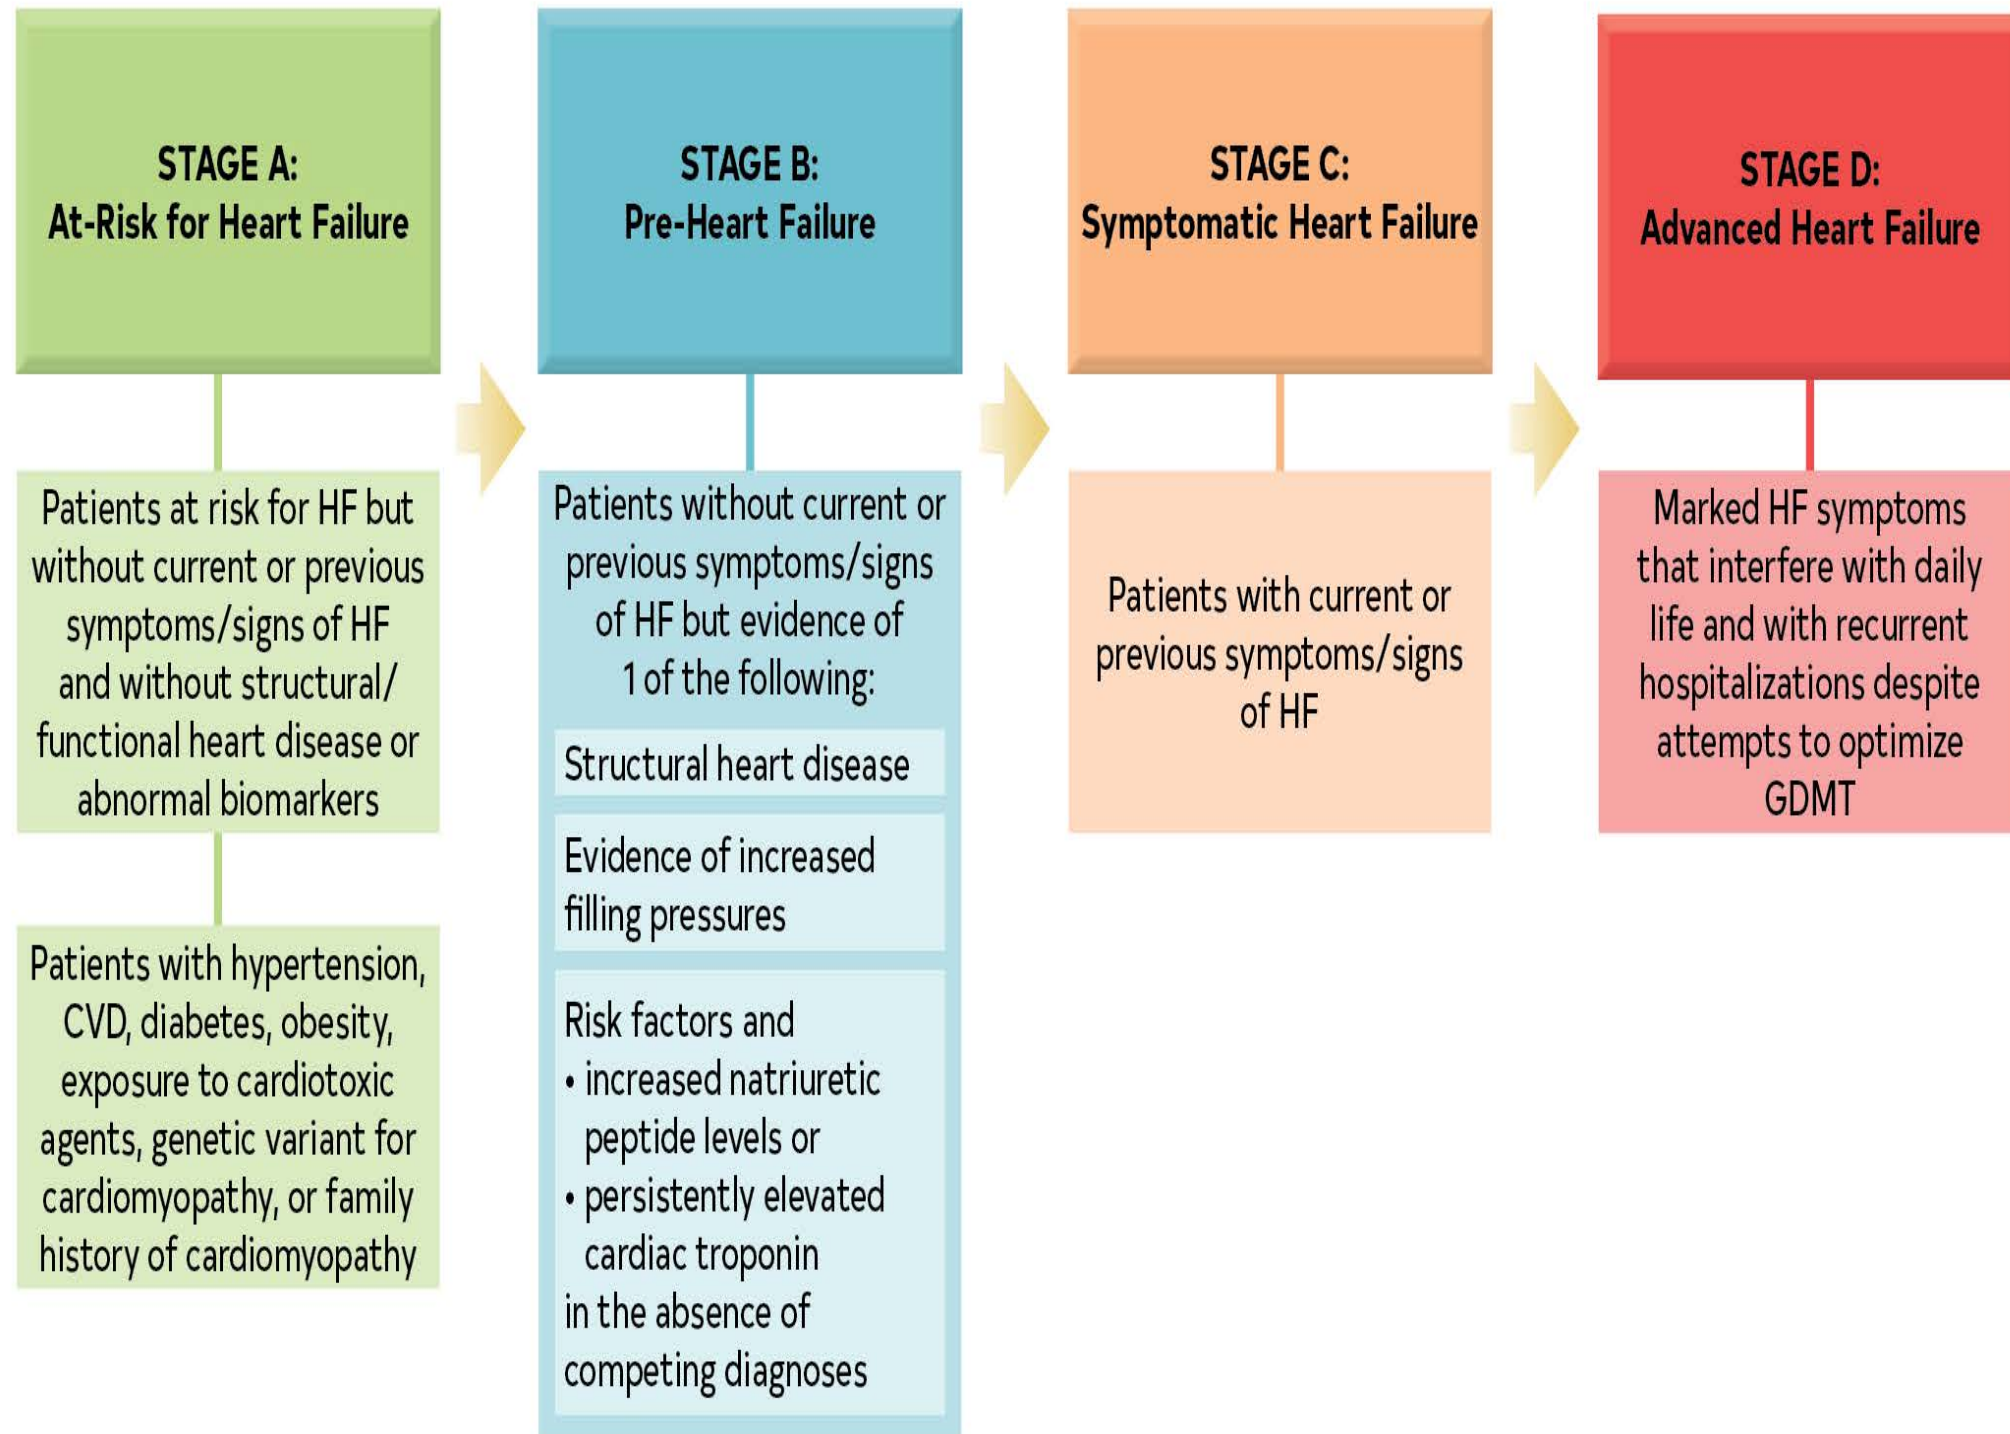 STAGE A:
At-Risk for Heart Failure
Patients at risk for HF but
without current or previous
symptoms/signs of HF
and without structural/
functional heart disease or
abnormal biomarkers
Patients with hypertension,
CVD, diabetes, obesity,
exposure to cardiotoxic
agents, genetic variant for
cardiomyopathy, or family
history of cardiomyopathy
STAGE B:
Pre-Heart Failure
Patients without current or
previous symptoms/signs
of HF but evidence of
1 of the following:
Structural heart disease
Evidence of increased
filling pressures
Risk factors and
• increased natriuretic
peptide levels or
• persistently elevated
cardiac troponin
in the absence of
competing diagnoses
STAGE C:
Symptomatic Heart Failure
Patients with current or
previous symptoms/signs
of HF
STAGE D:
Advanced Heart Failure
Marked HF symptoms
that interfere with daily
life and with recurrent
hospitalizations despite
attempts to optimize
GDMT